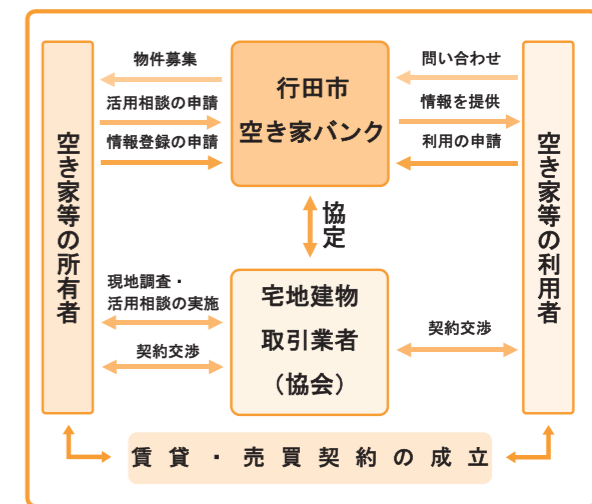 物件募集
活用相談の申請
情報登録の申請
行田市
空き家バンク
問い合わせ
情報を提供
利用の申請
空き家等の所有者
空き家等の利用者
協定
現地調査・
活用相談の実施
契約交渉
宅地建物
取引業者
（協会）
契約交渉
賃貸・売買契約の成立